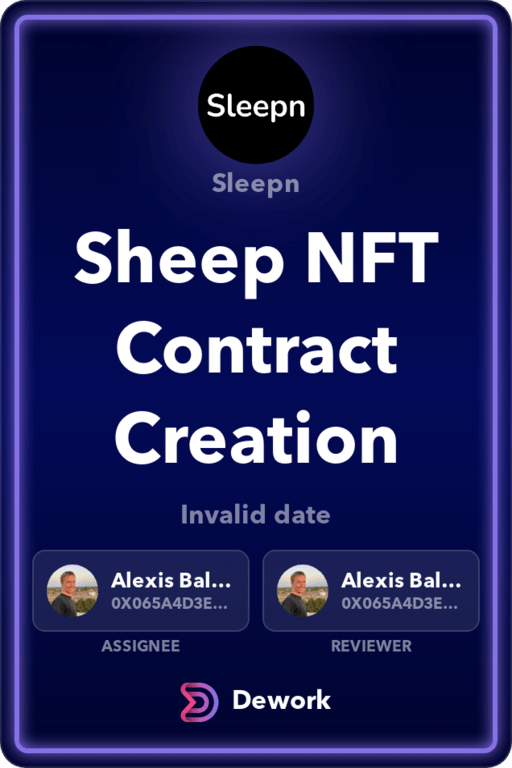 Sleepn
Sleepn
Sheep NFT
Contract
Creation
Invalid date
Alexis Bal... Alexis Bal...
0X065A4D3E... 0X065A4D3E...
ASSIGNEE REVIEWER
Dework